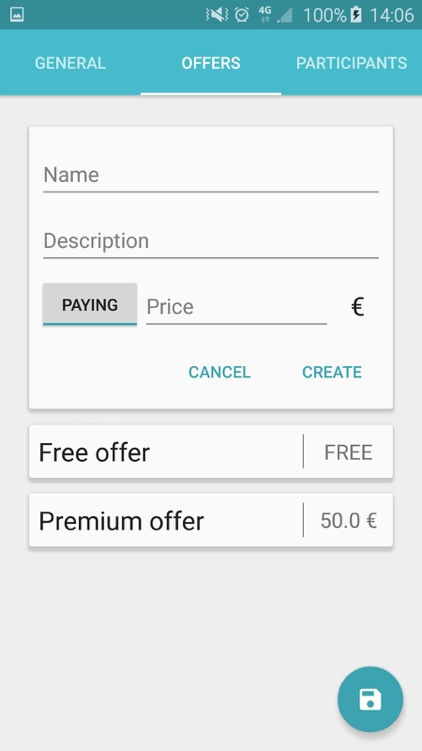 4G 100% 14:06
GENERAL OFFERS PARTICIPANTS
Name
Description
PAYING Price €
CANCEL CREATE
Free offer FREE
Premium offer 50.0 €